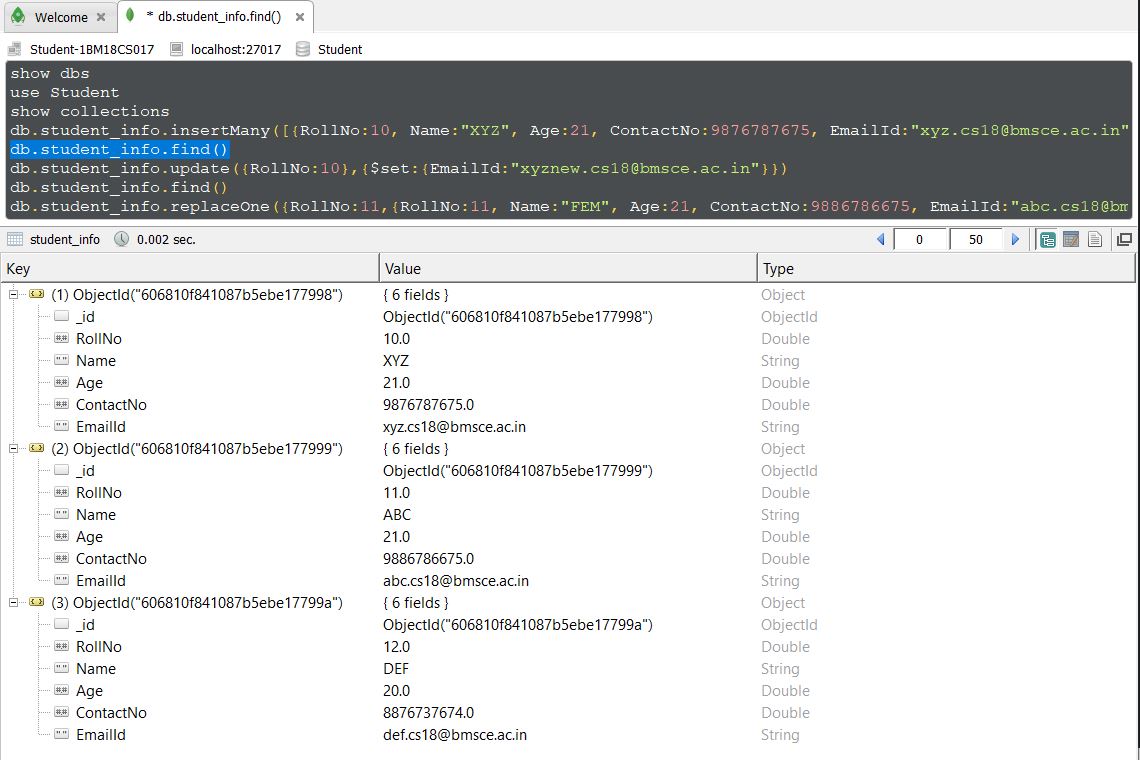 Welcome
* db.student_info.find()
Student-1BM18CS017 localhost:27017 Student
show dbs
use Student
show collections
db.student_info.insertMany([{RollNo:10, Name:"XYZ", Age:21, ContactNo:9876787675, EmailId:"xyz.cs18@bmsce.ac.in"
db.student_info.find()
db.student_info.update({RollNo:10},{$set:{EmailId:"xyznew.cs18@bmsce.ac.in"}})
db.student_info.find()
db.student_info.replaceOne({RollNo:11,{RollNo:11, Name:"FEM", Age:21, ContactNo:9886786675, EmailId:"abc.cs18@bm
student_info 0.002 sec. 0 50
Key Value Type
(1) ObjectId("606810f841087b5ebe177998") { 6 fields } Object
_id ObjectId("606810f841087b5ebe177998") ObjectId
RollNo 10.0 Double
Name XYZ String
Age 21.0 Double
ContactNo 9876787675.0 Double
EmailId xyz.cs18@bmsce.ac.in String
(2) ObjectId("606810f841087b5ebe177999") { 6 fields } Object
_id ObjectId("606810f841087b5ebe177999") ObjectId
RollNo 11.0 Double
Name ABC String
Age 21.0 Double
ContactNo 9886786675.0 Double
EmailId abc.cs18@bmsce.ac.in String
(3) ObjectId("606810f841087b5ebe17799a") { 6 fields } Object
_id ObjectId("606810f841087b5ebe17799a") ObjectId
RollNo 12.0 Double
Name DEF String
Age 20.0 Double
ContactNo 8876737674.0 Double
EmailId def.cs18@bmsce.ac.in String